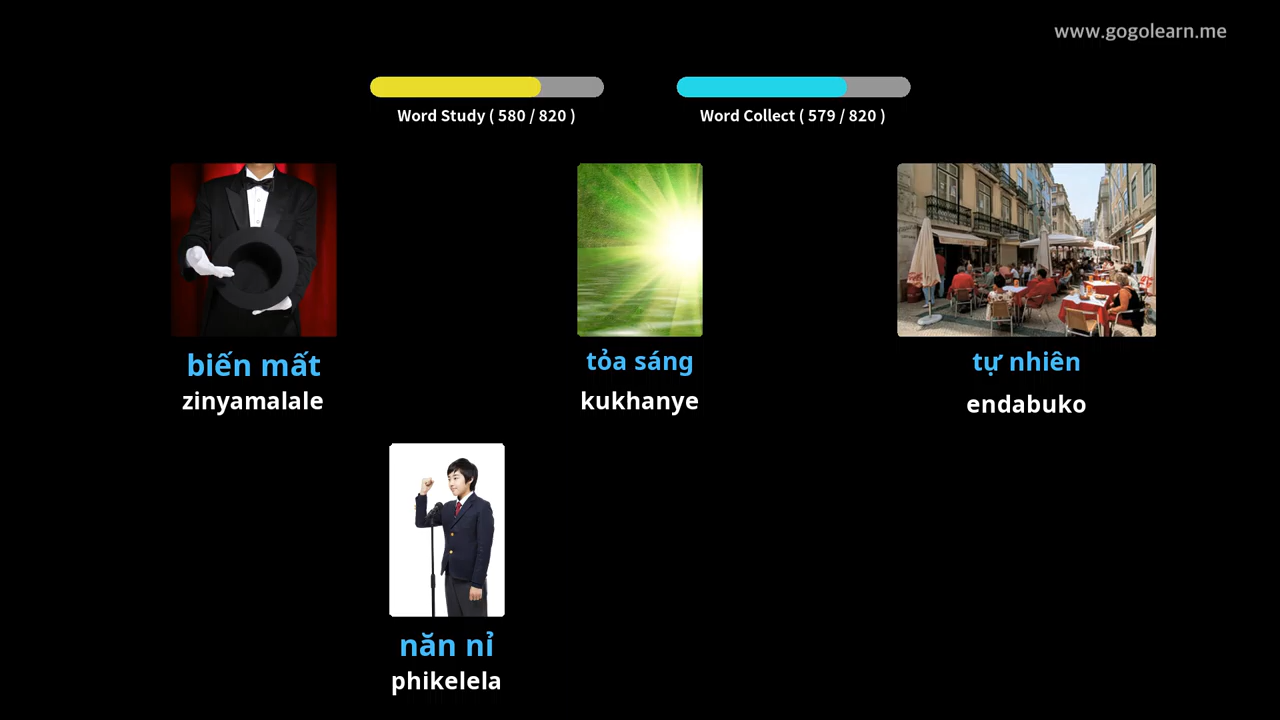 www.gogolearn.me
Word Study ( 580 / 820 )
Word Collect ( 579 / 820 )
biến mất
zinyamalale
tỏa sáng
kukhanye
tự nhiên
endabuko
năn nỉ
phikelela